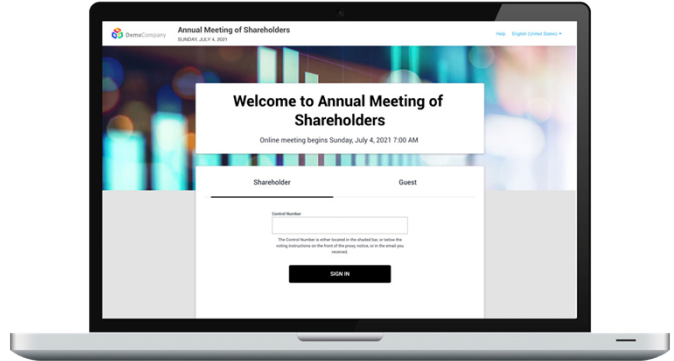 DemoCompany
Annual Meeting of Shareholders
SUNDAY, JULY 4, 2021
Help English (United States)
Welcome to Annual Meeting of
Shareholders
Online meeting begins Sunday, July 4, 2021 7:00 AM
Shareholder Guest
Control Number
The Control Number is either located in the shaded bar, or below the
voting instructions on the front of the proxy, notice, or in the email you
received.
SIGN IN